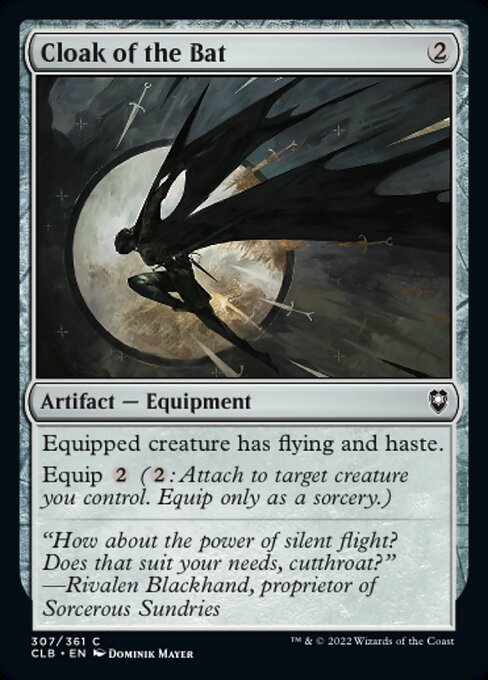 Cloak of the Bat 2
Artifact — Equipment
Equipped creature has flying and haste.
Equip 2 (2: Attach to target creature
you control. Equip only as a sorcery.)
“How about the power of silent flight?
Does that suit your needs, cutthroat?”
—Rivalen Blackhand, proprietor of
Sorcerous Sundries
307/361 C
CLB • EN Dominik Mayer
™ & © 2022 Wizards of the Coast